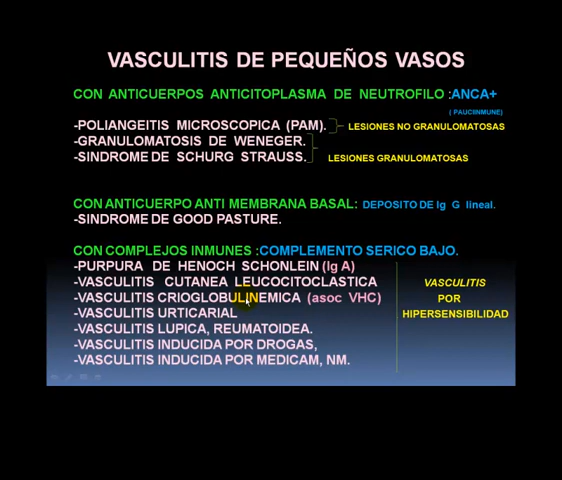 VASCULITIS DE PEQUEÑOS VASOS
CON ANTICUERPOS ANTICITOPLASMA DE NEUTROFILO :ANCA+
( PAUCIINMUNE)
-POLIANGEITIS MICROSCOPICA (PAM). LESIONES NO GRANULOMATOSAS
-GRANULOMATOSIS DE WENEGER.
-SINDROME DE SCHURG STRAUSS. LESIONES GRANULOMATOSAS
CON ANTICUERPO ANTI MEMBRANA BASAL: DEPOSITO DE Ig G lineal.
-SINDROME DE GOOD PASTURE.
CON COMPLEJOS INMUNES :COMPLEMENTO SERICO BAJO.
-PURPURA DE HENOCH SCHONLEIN (Ig A)
-VASCULITIS CUTANEA LEUCOCITOCLASTICA
-VASCULITIS CRIOGLOBULINEMICA (asoc VHC)
-VASCULITIS URTICARIAL
-VASCULITIS LUPICA, REUMATOIDEA.
-VASCULITIS INDUCIDA POR DROGAS,
-VASCULITIS INDUCIDA POR MEDICAM, NM.
VASCULITIS
POR
HIPERSENSIBILIDAD